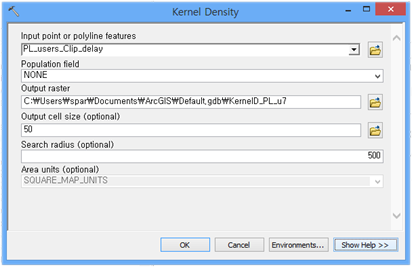 Kernel Density
Input point or polyline features
PL_users_Clip_delay
Population field
NONE
Output raster
C:₩Users₩spar₩Documents₩ArcGIS₩Default,gdb₩KernelD_PL_u7
Output cell size (optional)
50
Search radius (optional)
500
Area units (optional)
SQUARE_MAP_UNITS
OK Cancel Environments... Show Help >>